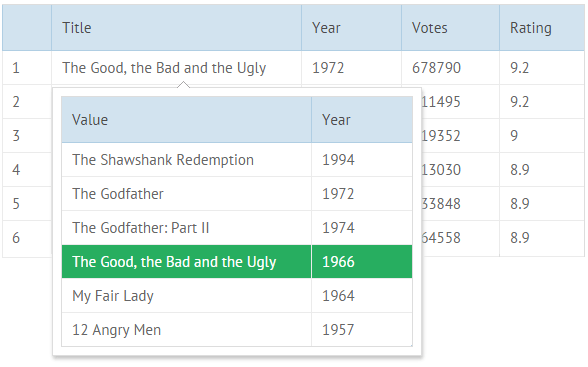 Title Year Votes Rating
1 The Good, the Bad and the Ugly 1972 678790 9.2
2 11495 9.2
3 19352 9
4 13030 8.9
5 33848 8.9
6 64558 8.9
Value Year
The Shawshank Redemption 1994
The Godfather 1972
The Godfather: Part II 1974
The Good, the Bad and the Ugly 1966
My Fair Lady 1964
12 Angry Men 1957